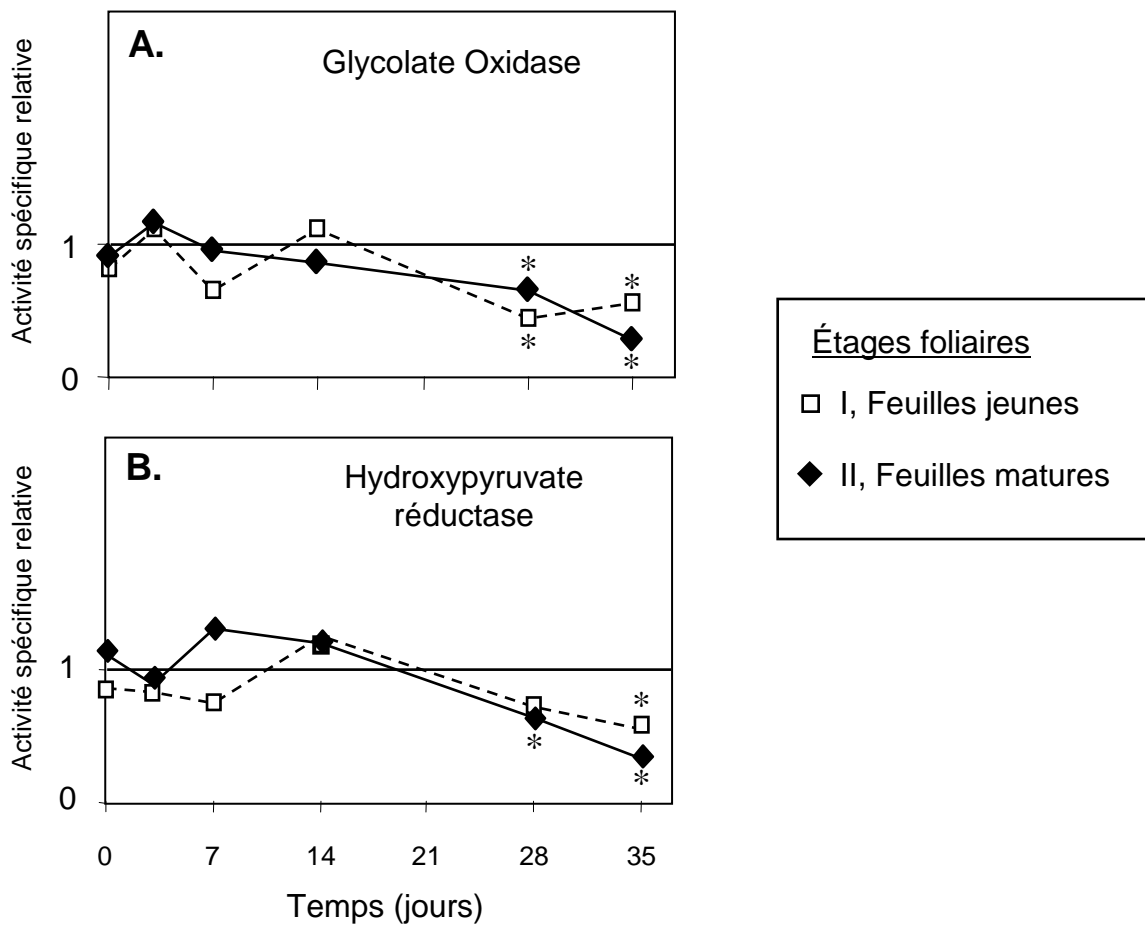 A.
Glycolate Oxidase
Activité spécifique relative
1
0
*
*
*
*
B.
Hydroxypyruvate
réductase
Activité spécifique relative
1
0
*
*
*
0 7 14 21 28 35
Temps (jours)
Étages foliaires
I, Feuilles jeunes
II, Feuilles matures